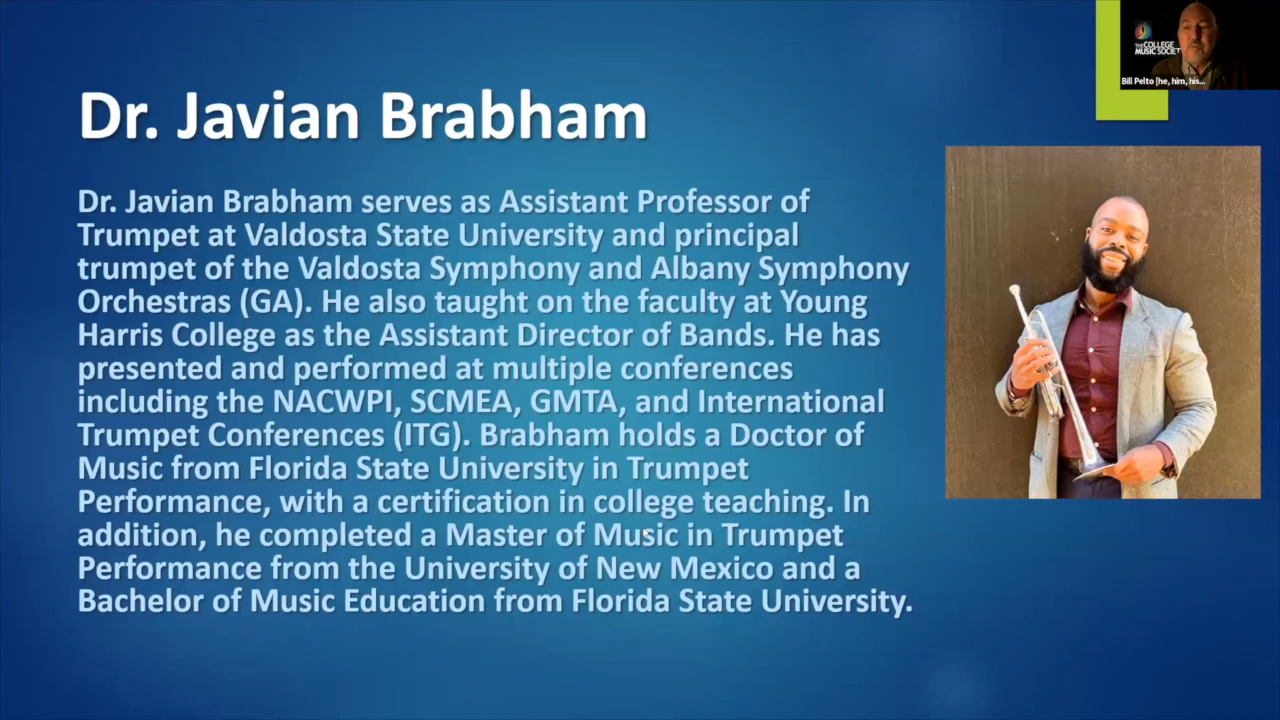 Dr. Javian Brabham
Dr. Javian Brabham serves as Assistant Professor of
Trumpet at Valdosta State University and principal
trumpet of the Valdosta Symphony and Albany Symphony
Orchestras (GA). He also taught on the faculty at Young
Harris College as the Assistant Director of Bands. He has
presented and performed at multiple conferences
including the NACWPI, SCMEA, GMTA, and International
Trumpet Conferences (ITG). Brabham holds a Doctor of
Music from Florida State University in Trumpet
Performance, with a certification in college teaching. In
addition, he completed a Master of Music in Trumpet
Performance from the University of New Mexico and a
Bachelor of Music Education from Florida State University.
THE COLLEGE
MUSIC SOCIET
Bill Pelto [he, him, his...